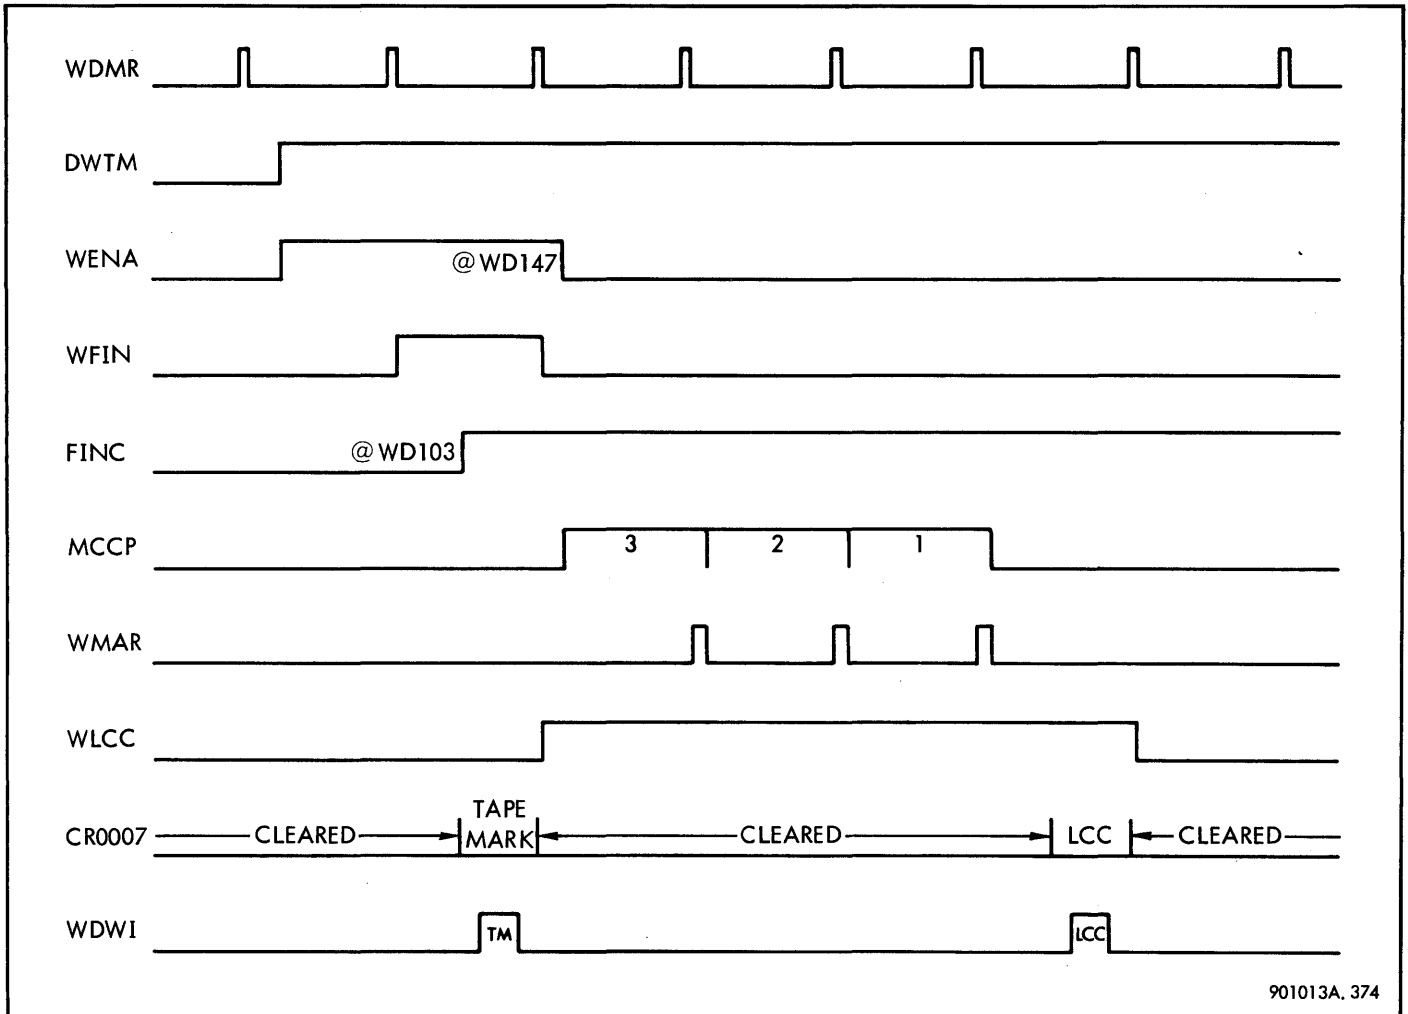 WDMR
DWTM
WENA
@WD147
WFIN
FINC
@WD103
MCCP
3
2
1
WMAR
WLCC
CR0007
CLEARED
TAPE
MARK
CLEARED
LCC
CLEARED
WDWI
TM
LCC
901013A. 374